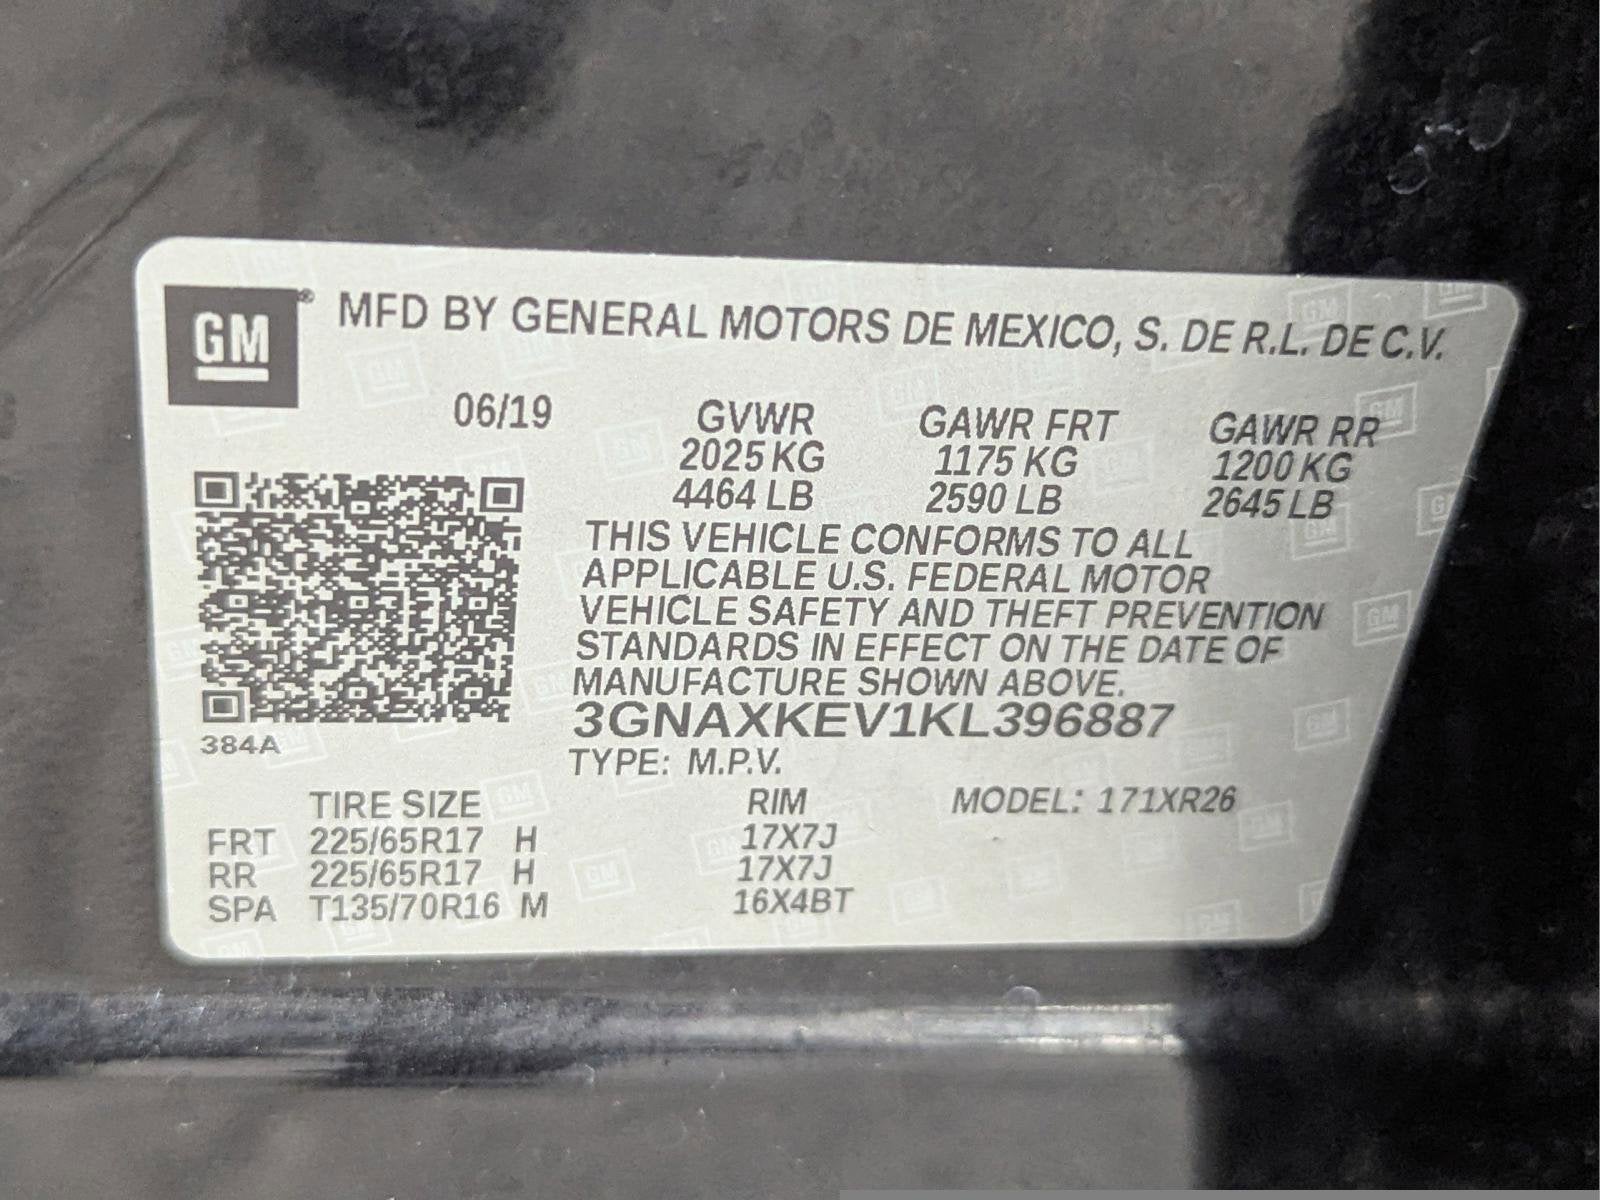 GM® MFD BY GENERAL MOTORS DE MEXICO, S. DE R.L. DE C.V.
06/19 GVWR GAWR FRT GAWR RR
2025 KG 1175 KG 1200 KG
4464 LB 2590 LB 2645 LB
THIS VEHICLE CONFORMS TO ALL
APPLICABLE U.S. FEDERAL MOTOR
VEHICLE SAFETY AND THEFT PREVENTION
STANDARDS IN EFFECT ON THE DATE OF
MANUFACTURE SHOWN ABOVE.
3GNAXKEV1KL396887
384A
TYPE: M.P.V.
TIRE SIZE RIM MODEL: 171XR26
FRT 225/65R17 H 17X7J
RR 225/65R17 H 17X7J
SPA T135/70R16 M 16X4BT